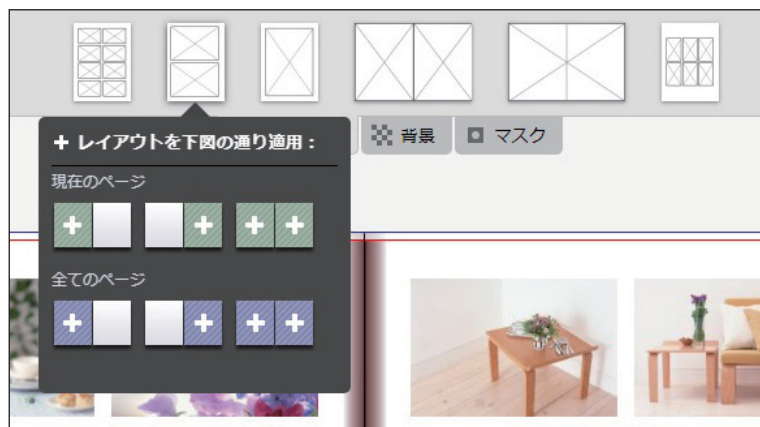 背景
マスク
+ レイアウトを下図の通り適用：
現在のページ
全てのページ